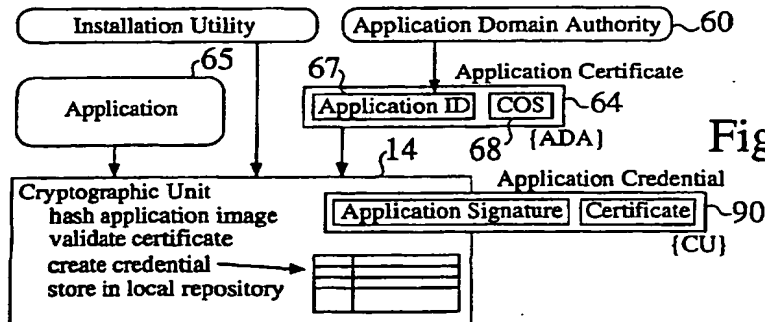 Installation Utility
Application Domain Authority
60
65
67
Application Certificate
Application
Application ID
COS
64
68
{ADA}
Fig
14
Cryptographic Unit
Application Credential
hash application image
Application Signature
Certificate
90
validate certificate
{CU}
create credential
store in local repository